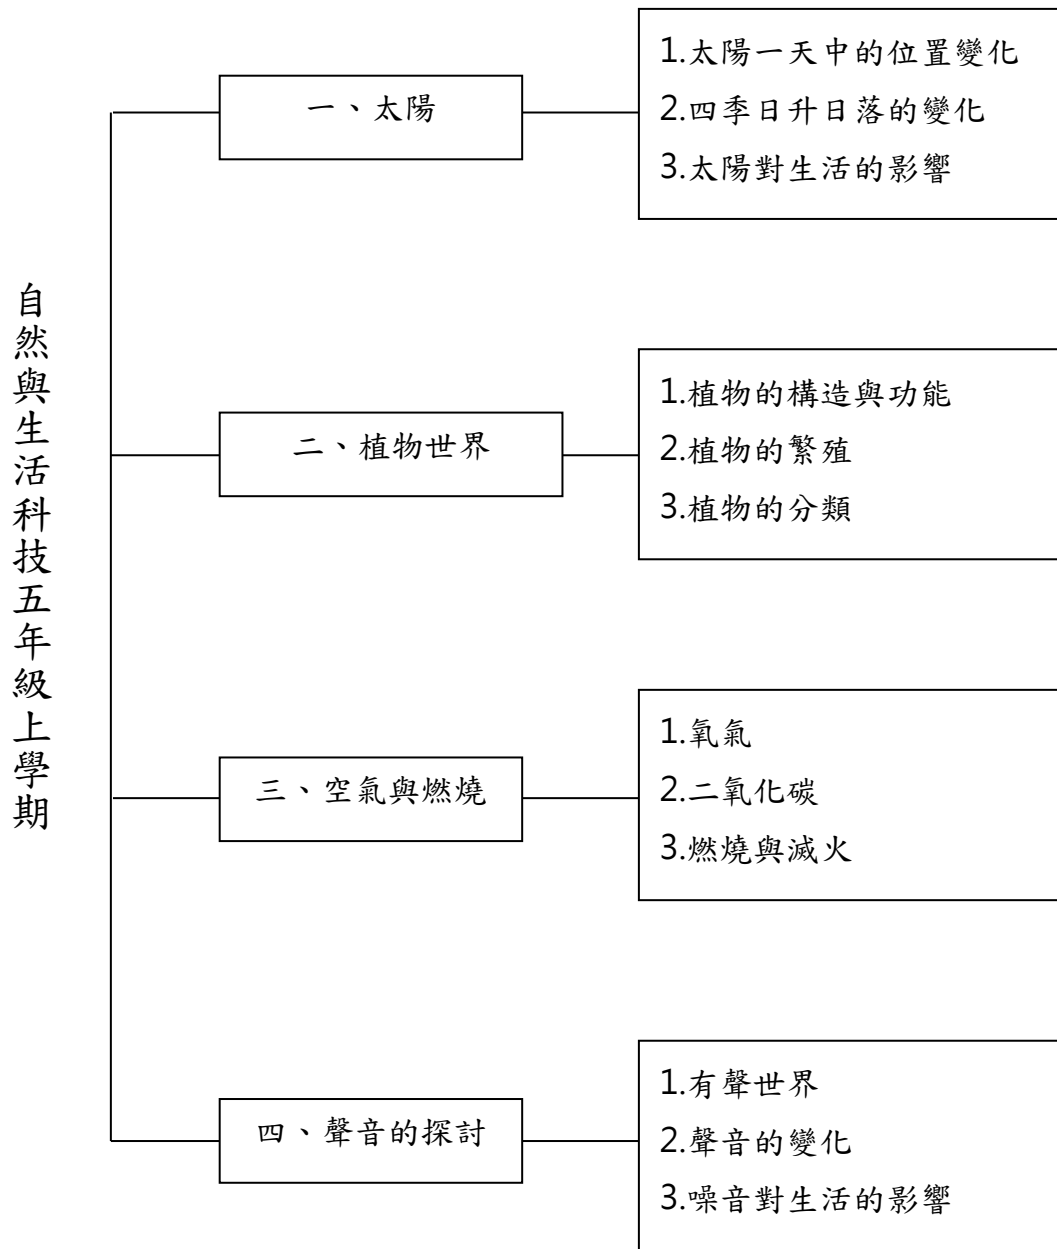 自然與生活科技五年級上學期
一、太陽
1.太陽一天中的位置變化
2.四季日升日落的變化
3.太陽對生活的影響
二、植物世界
1.植物的構造與功能
2.植物的繁殖
3.植物的分類
三、空氣與燃燒
1.氧氣
2.二氧化碳
3.燃燒與滅火
四、聲音的探討
1.有聲世界
2.聲音的變化
3.噪音對生活的影響